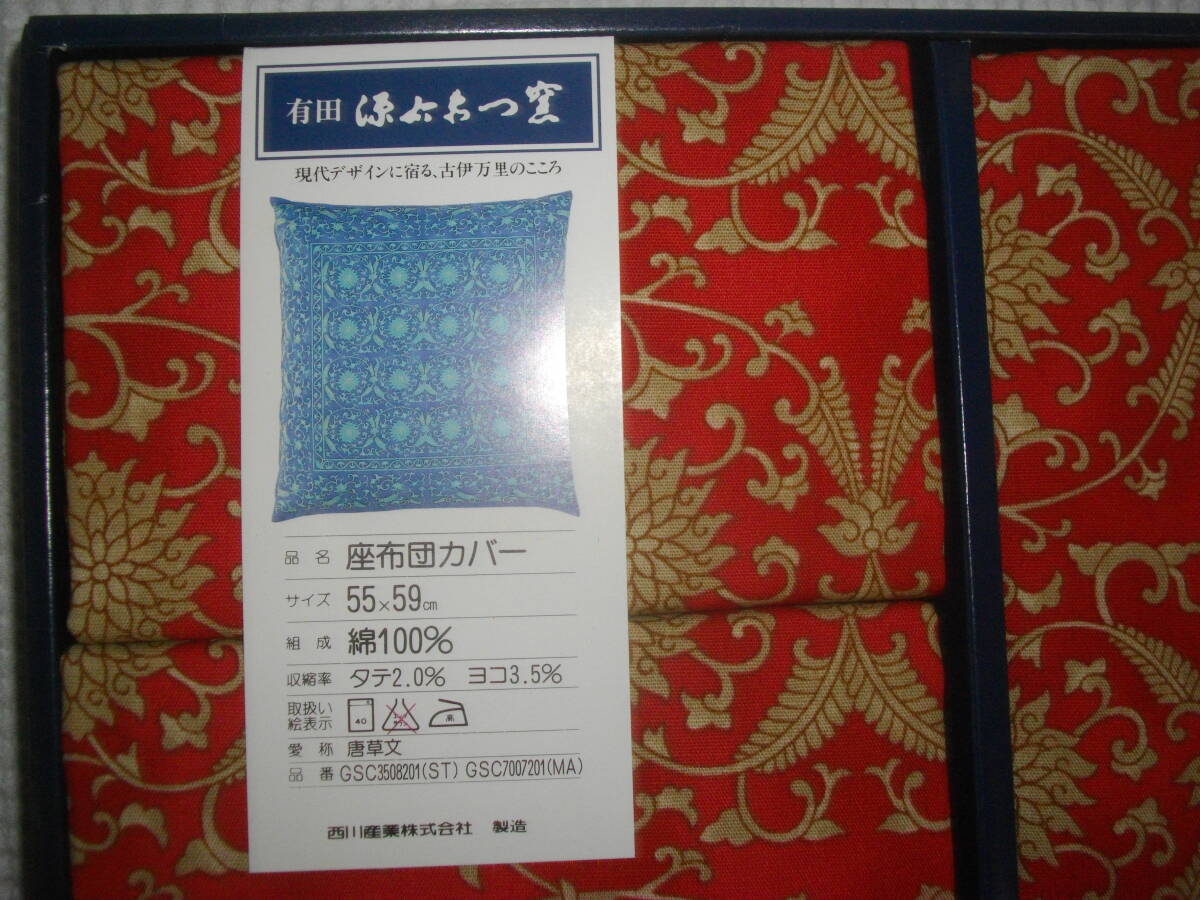 有田 源右衛門窯
現代デザインに宿る、古伊万里のこころ
品名 座布団カバー
サイズ 55×59cm
組成 綿100%
収縮率 タテ2.0% ヨコ3.5%
取扱い
絵表示 40 高
愛称 唐草文
品番 GSC3508201(ST) GSC7007201(MA)
西川産業株式会社 製造